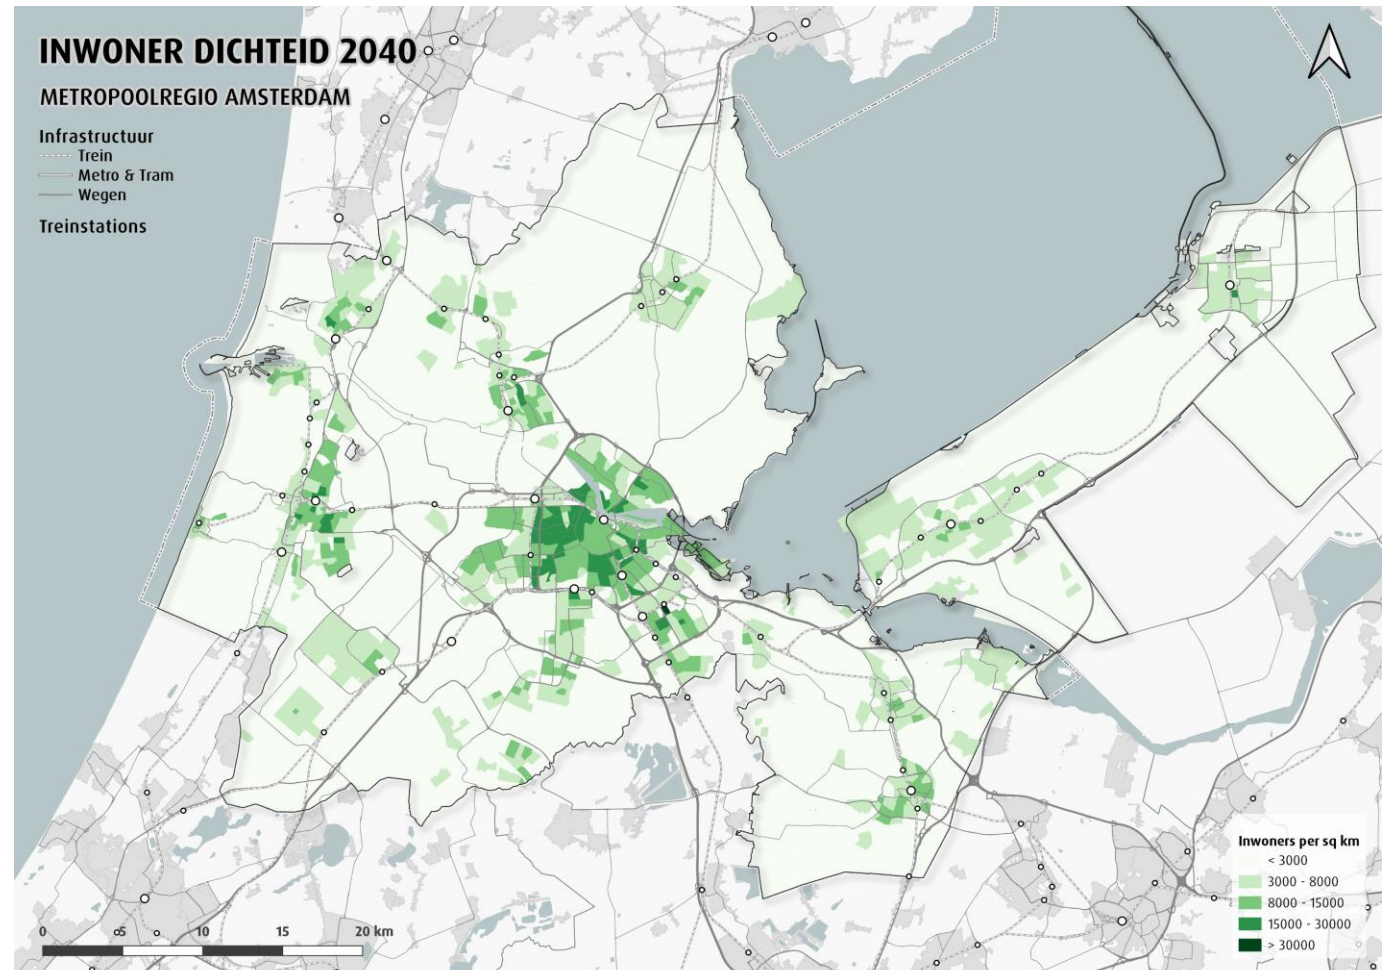 INWONER DICHTEID 2040
METROPOOLREGIO AMSTERDAM
Infrastructuur
Trein
Metro & Tram
Wegen
Treinstations
Inwoners per sq km
< 3000
3000 - 8000
8000 - 15000
15000 - 30000
> 30000
0 5 10 15 20 km